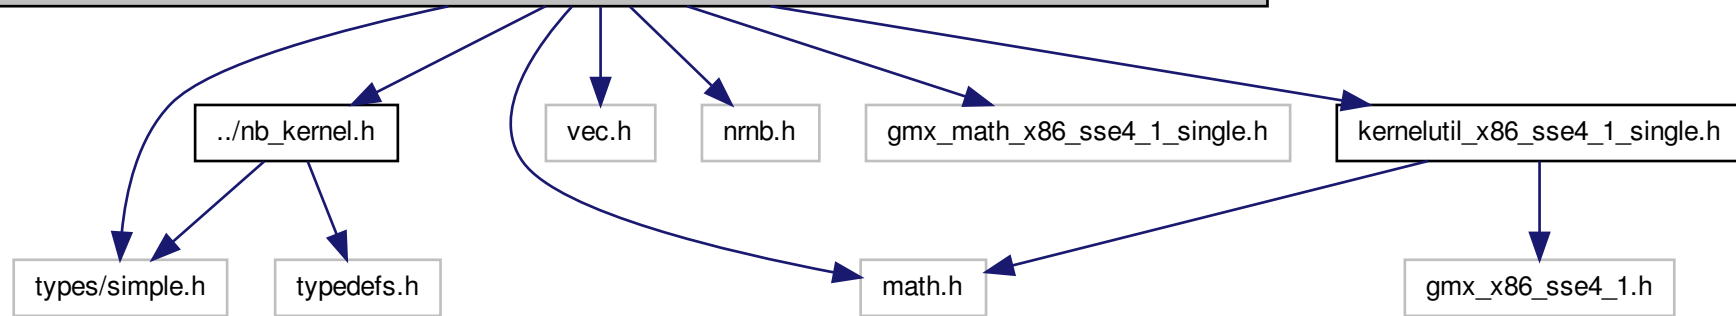 ../nb_kernel.h
vec.h
nrnb.h
gmx_math_x86_sse4_1_single.h
kernelutil_x86_sse4_1_single.h
types/simple.h
typedefs.h
math.h
gmx_x86_sse4_1.h